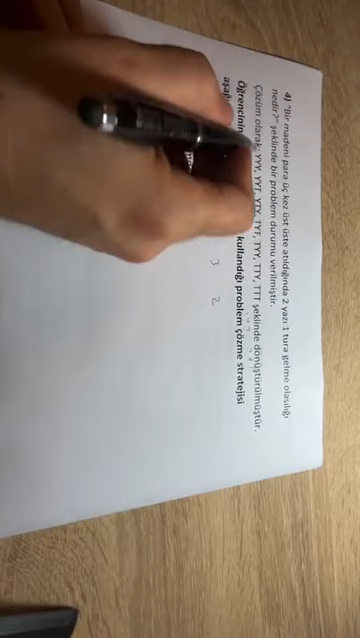 4) "Bir madeni para üç kez üst üste atıldığında 2 yazı 1 tura gelme olasılığı
nedir?" şeklinde bir problem durumu verilmiştir.
Çözüm olarak YYY, YYT, YTY, TYT, TYY, TTY, TTT şeklinde dönüştürülmüştür.
Öğrencinin kullandığı problem çözme stratejisi
3 2